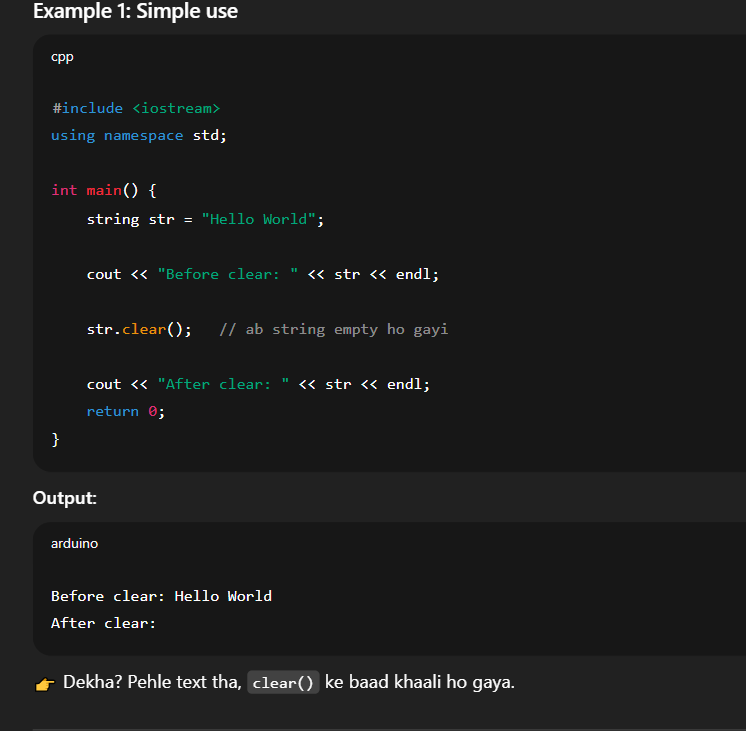 Example 1: Simple use
cpp
#include <iostream>
using namespace std;
int main() {
    string str = "Hello World";
    cout << "Before clear: " << str << endl;
    str.clear();   // ab string empty ho gayi
    cout << "After clear: " << str << endl;
    return 0;
}
Output:
arduino
Before clear: Hello World
After clear:
👉 Dekha? Pehle text tha, clear() ke baad khaali ho gaya.